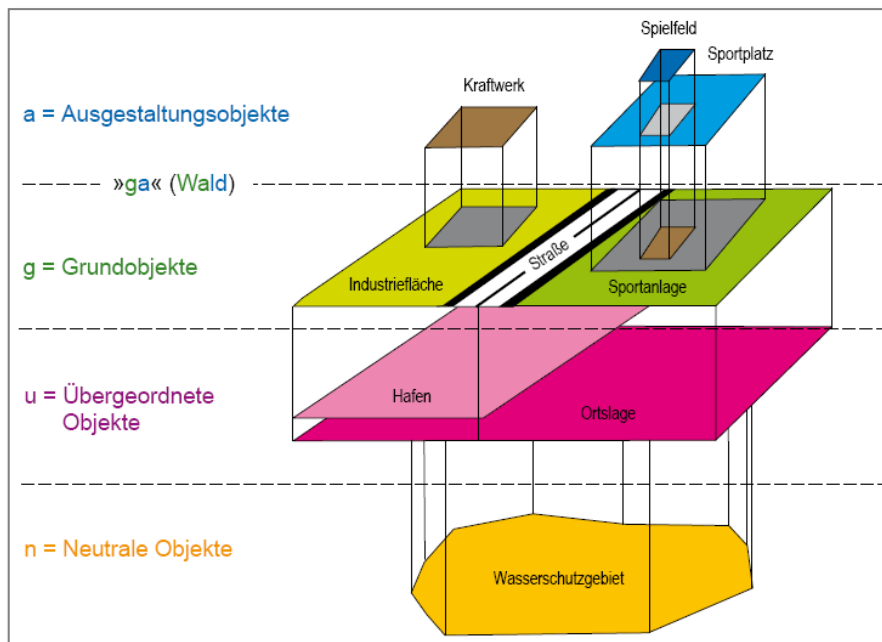 Spielfeld
Sportplatz
Kraftwerk
a = Ausgestaltungsobjekte
»ga« (Wald)
g = Grundobjekte
Straße
Industriefläche
Sportanlage
u = Übergeordnete
Objekte
Hafen
Ortslage
n = Neutrale Objekte
Wasserschutzgebiet